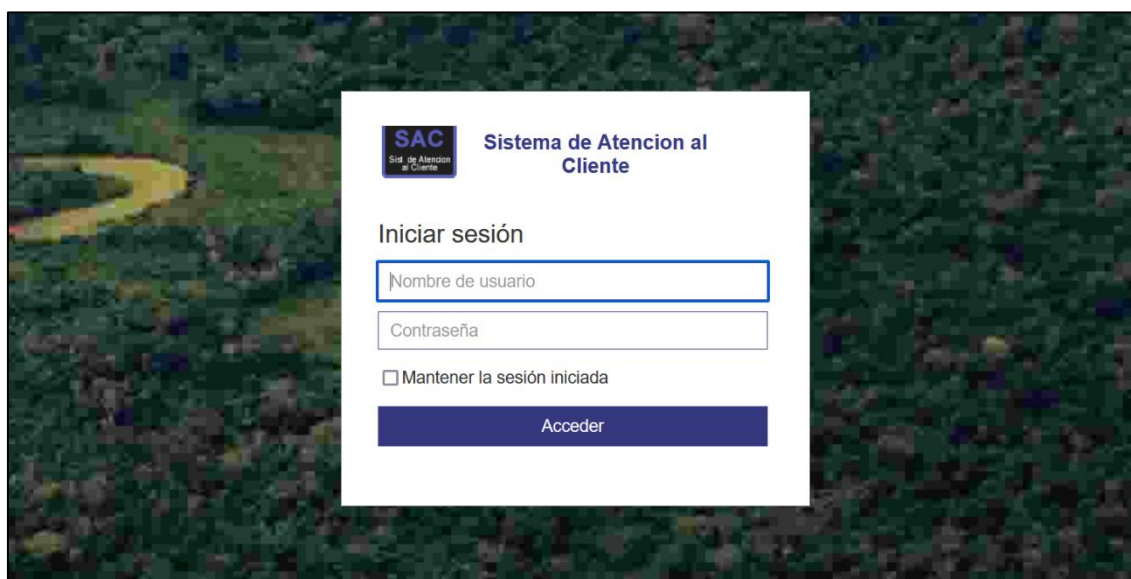 SAC
Sist. de Atencion
al Cliente
Sistema de Atencion al
Cliente
Iniciar sesión
Nombre de usuario
Contraseña
Mantener la sesión iniciada
Acceder